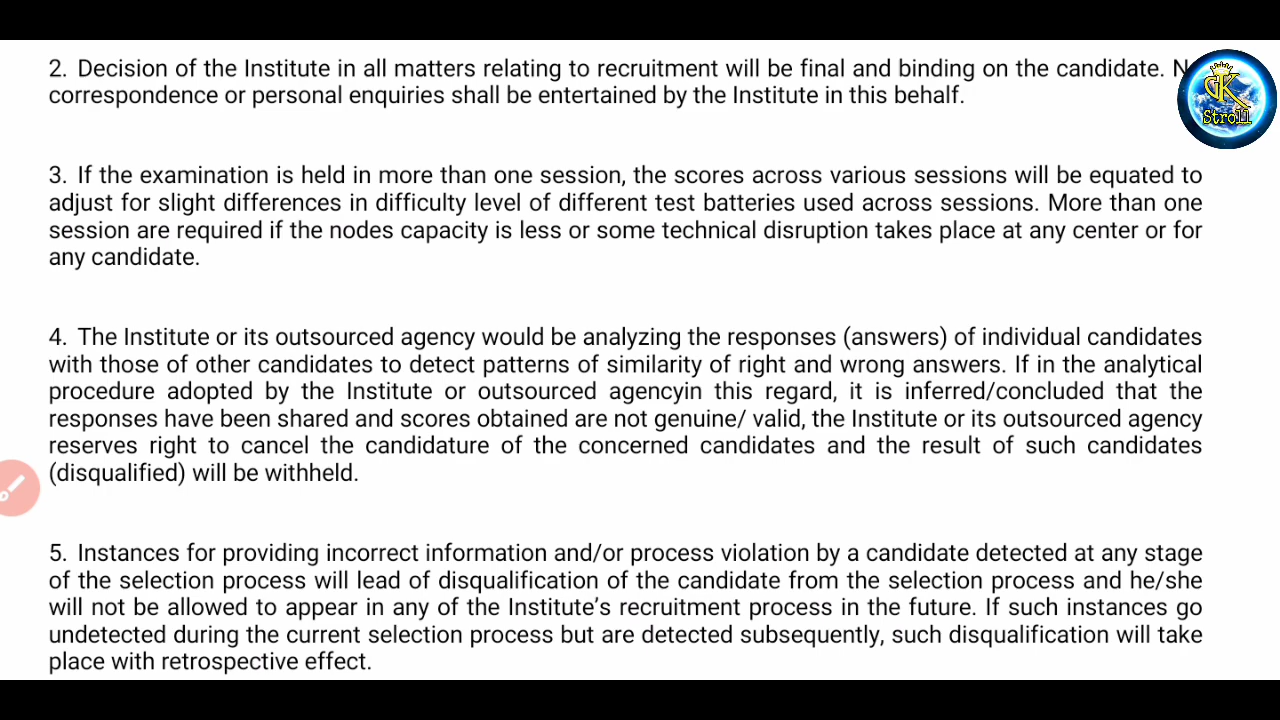 2. Decision of the Institute in all matters relating to recruitment will be final and binding on the candidate.
correspondence or personal enquiries shall be entertained by the Institute in this behalf.
GK
Stroll
3. If the examination is held in more than one session, the scores across various sessions will be equated to
adjust for slight differences in difficulty level of different test batteries used across sessions. More than one
session are required if the nodes capacity is less or some technical disruption takes place at any center or for
any candidate.
4. The Institute or its outsourced agency would be analyzing the responses (answers) of individual candidates
with those of other candidates to detect patterns of similarity of right and wrong answers. If in the analytical
procedure adopted by the Institute or outsourced agencyin this regard, it is inferred/concluded that the
responses have been shared and scores obtained are not genuine/ valid, the Institute or its outsourced agency
reserves right to cancel the candidature of the concerned candidates and the result of such candidates
(disqualified) will be withheld.
5. Instances for providing incorrect information and/or process violation by a candidate detected at any stage
of the selection process will lead of disqualification of the candidate from the selection process and he/she
will not be allowed to appear in any of the Institute’s recruitment process in the future. If such instances go
undetected during the current selection process but are detected subsequently, such disqualification will take
place with retrospective effect.